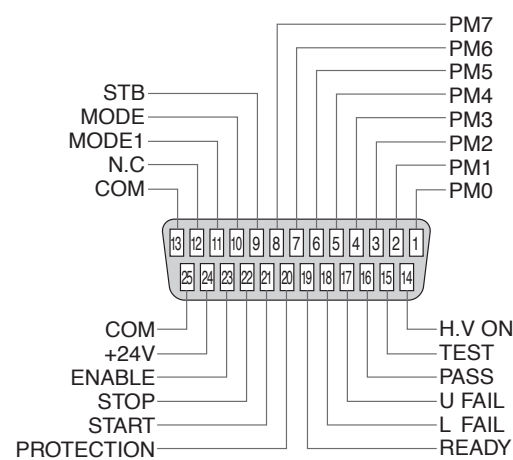 PM7
PM6
PM5
PM4
PM3
PM2
PM1
PM0
STB
MODE
MODE1
N.C
COM
13 12 11 10 9 8 7 6 5 4 3 2 1
25 24 23 22 21 20 19 18 17 16 15 14
COM
+24V
ENABLE
STOP
START
PROTECTION
H.V ON
TEST
PASS
U FAIL
L FAIL
READY